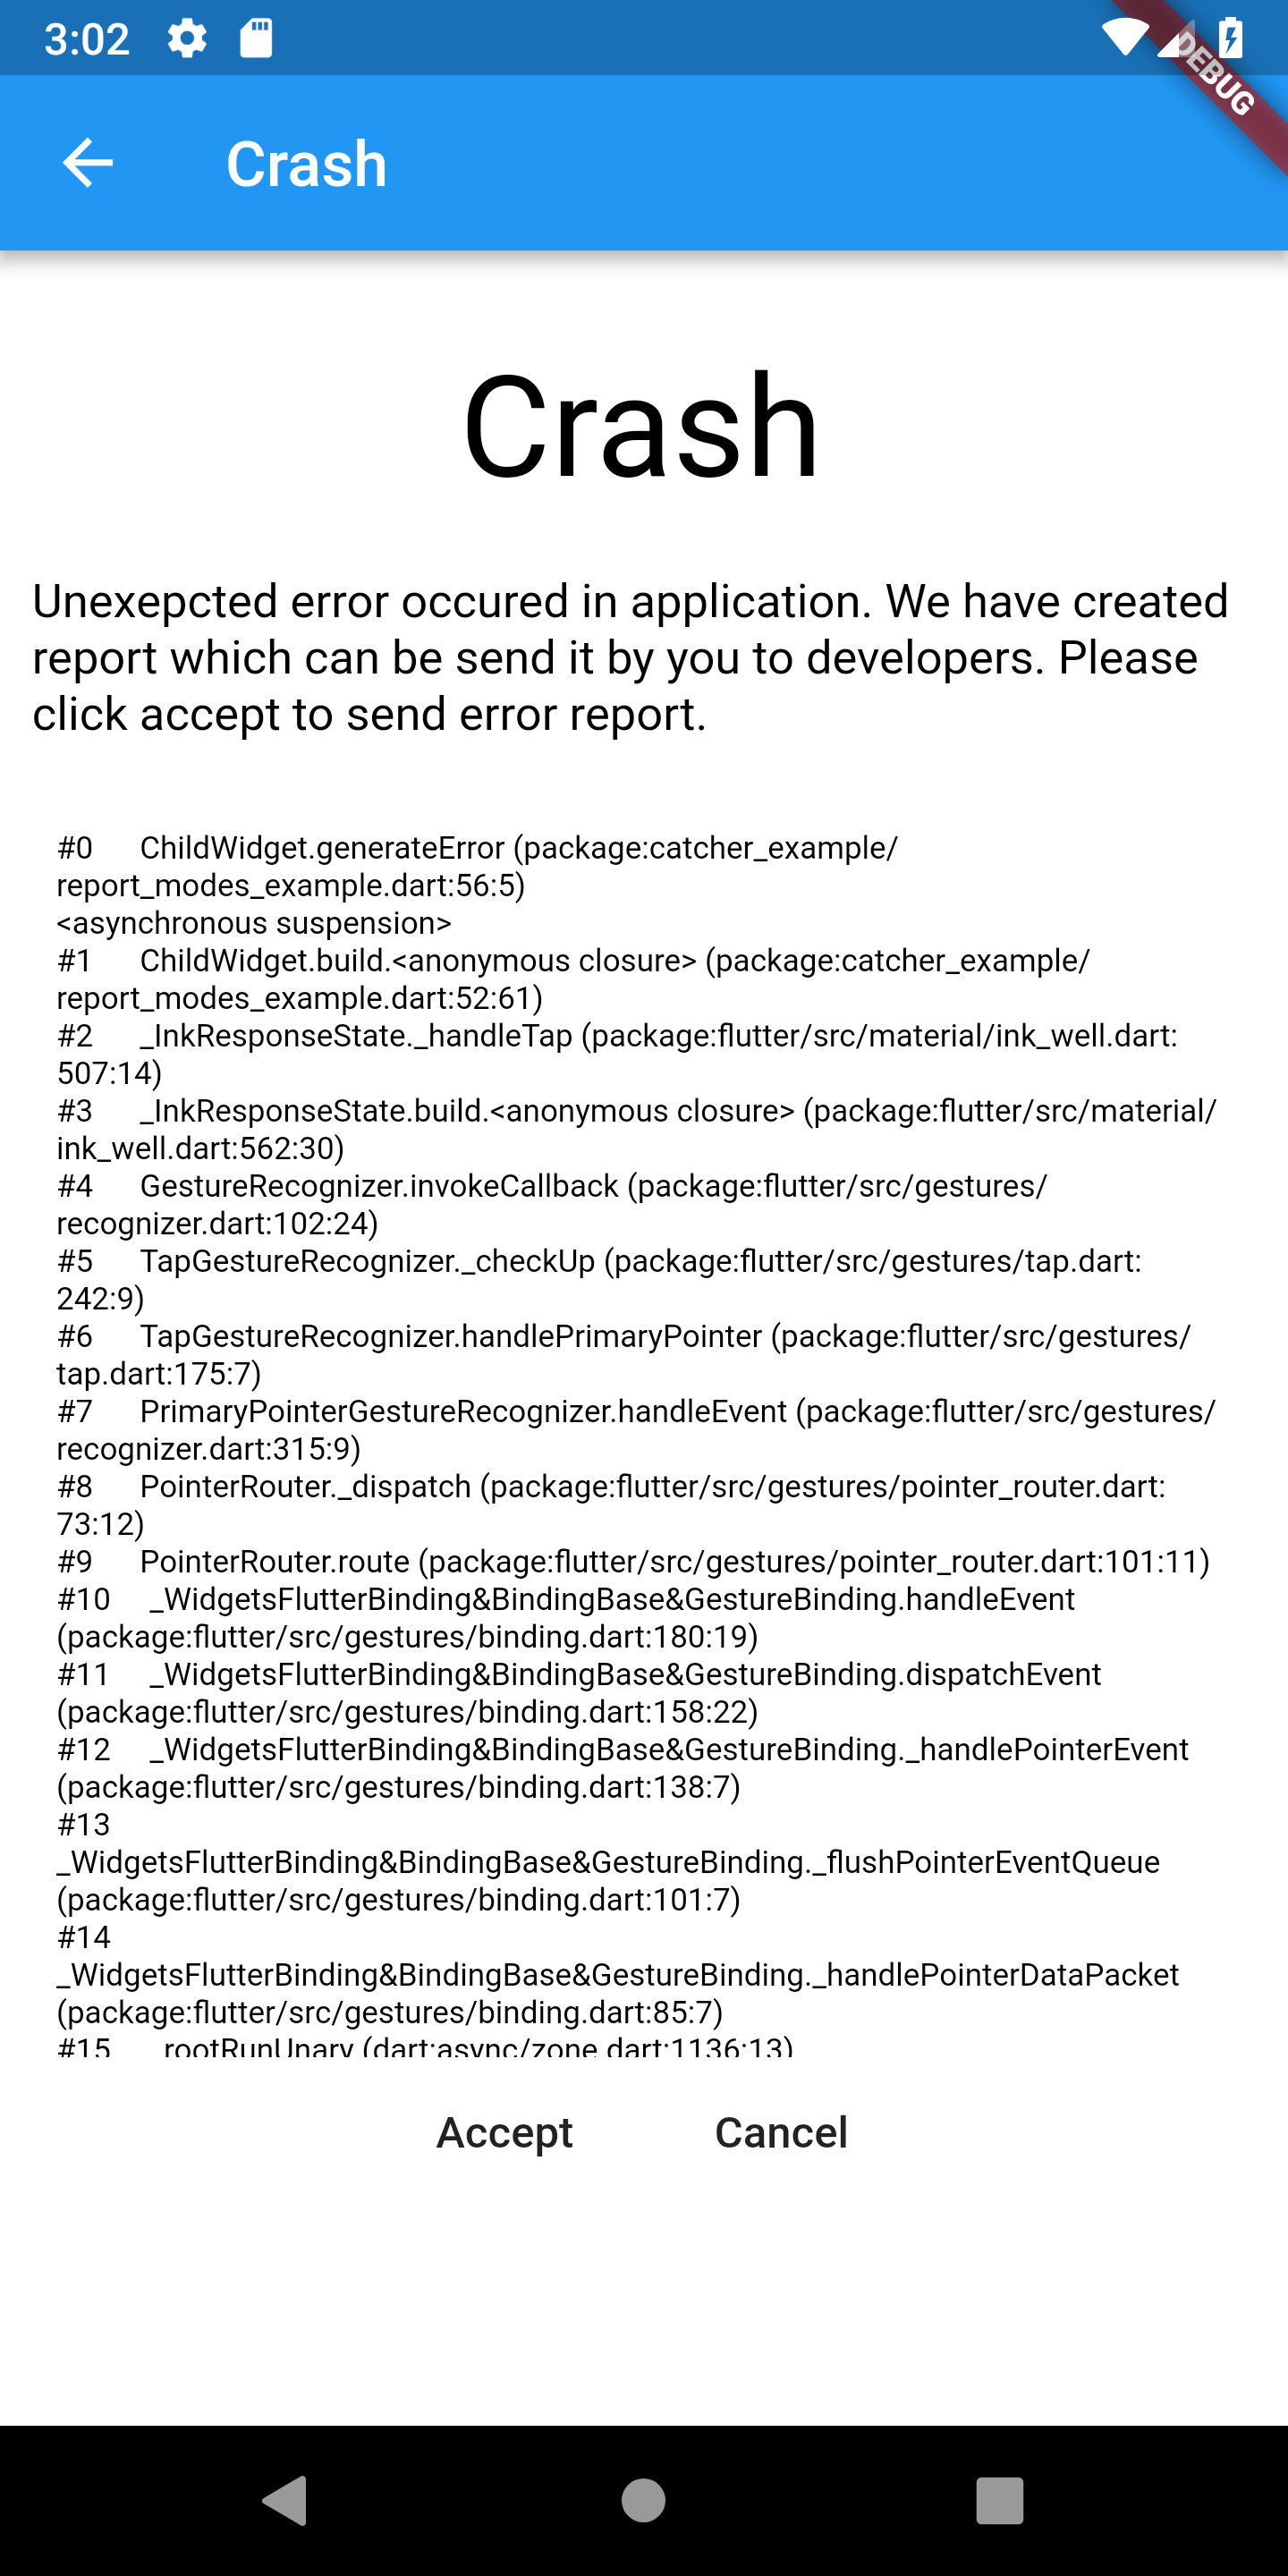 3:02
DEBUG
Crash
Crash
Unexepcted error occured in application. We have created
report which can be send it by you to developers. Please
click accept to send error report.
#0 ChildWidget.generateError (package:catcher_example/
report_modes_example.dart:56:5)
<asynchronous suspension>
#1 ChildWidget.build.<anonymous closure> (package:catcher_example/
report_modes_example.dart:52:61)
#2 _InkResponseState._handleTap (package:flutter/src/material/ink_well.dart:
507:14)
#3 _InkResponseState.build.<anonymous closure> (package:flutter/src/material/
ink_well.dart:562:30)
#4 GestureRecognizer.invokeCallback (package:flutter/src/gestures/
recognizer.dart:102:24)
#5 TapGestureRecognizer._checkUp (package:flutter/src/gestures/tap.dart:
242:9)
#6 TapGestureRecognizer.handlePrimaryPointer (package:flutter/src/gestures/
tap.dart:175:7)
#7 PrimaryPointerGestureRecognizer.handleEvent (package:flutter/src/gestures/
recognizer.dart:315:9)
#8 PointerRouter._dispatch (package:flutter/src/gestures/pointer_router.dart:
73:12)
#9 PointerRouter.route (package:flutter/src/gestures/pointer_router.dart:101:11)
#10 _WidgetsFlutterBinding&BindingBase&GestureBinding.handleEvent
(package:flutter/src/gestures/binding.dart:180:19)
#11 _WidgetsFlutterBinding&BindingBase&GestureBinding.dispatchEvent
(package:flutter/src/gestures/binding.dart:158:22)
#12 _WidgetsFlutterBinding&BindingBase&GestureBinding._handlePointerEvent
(package:flutter/src/gestures/binding.dart:138:7)
#13
_WidgetsFlutterBinding&BindingBase&GestureBinding._flushPointerEventQueue
(package:flutter/src/gestures/binding.dart:101:7)
#14
_WidgetsFlutterBinding&BindingBase&GestureBinding._handlePointerDataPacket
(package:flutter/src/gestures/binding.dart:85:7)
#15 _rootRunUnary (dart:async/zone.dart:1136:13)
Accept Cancel